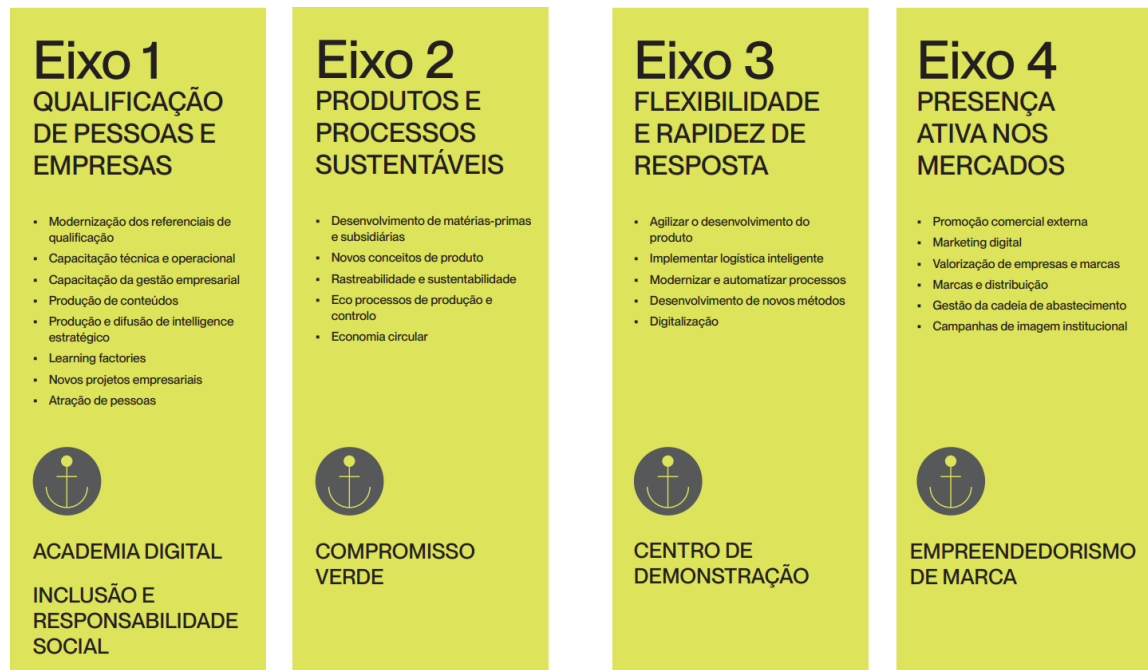 Eixo 1
QUALIFICAÇÃO
DE PESSOAS E
EMPRESAS
▪ Modernização dos referenciais de
qualificação
▪ Capacitação técnica e operacional
▪ Capacitação da gestão empresarial
▪ Produção de conteúdos
▪ Produção e difusão de intelligence
estratégico
▪ Learning factories
▪ Novos projetos empresariais
▪ Atração de pessoas
ACADEMIA DIGITAL
INCLUSÃO E
RESPONSABILIDADE
SOCIAL
Eixo 2
PRODUTOS E
PROCESSOS
SUSTENTÁVEIS
▪ Desenvolvimento de matérias-primas
e subsidiárias
▪ Novos conceitos de produto
▪ Rastreabilidade e sustentabilidade
▪ Eco processos de produção e
controlo
▪ Economia circular
COMPROMISSO
VERDE
Eixo 3
FLEXIBILIDADE
E RAPIDEZ DE
RESPOSTA
▪ Agilizar o desenvolvimento do
produto
▪ Implementar logística inteligente
▪ Modernizar e automatizar processos
▪ Desenvolvimento de novos métodos
▪ Digitalização
CENTRO DE
DEMONSTRAÇÃO
Eixo 4
PRESENÇA
ATIVA NOS
MERCADOS
▪ Promoção comercial externa
▪ Marketing digital
▪ Valorização de empresas e marcas
▪ Marcas e distribuição
▪ Gestão da cadeia de abastecimento
▪ Campanhas de imagem institucional
EMPREENDEDORISMO
DE MARCA